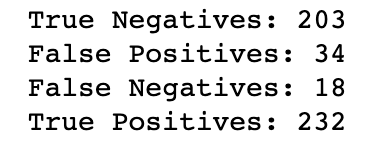 True Negatives: 203
False Positives: 34
False Negatives: 18
True Positives: 232